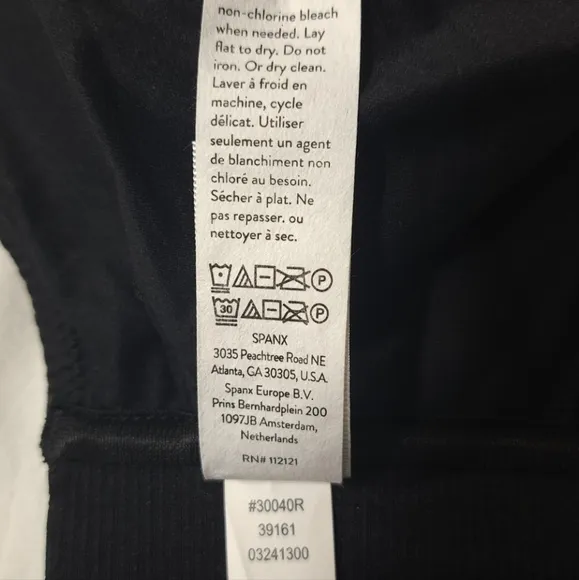 non-chlorine bleach
when needed. Lay
flat to dry. Do not
iron. Or dry clean.
Laver à froid en
machine, cycle
délicat. Utiliser
seulement un agent
de blanchiment non
chloré au besoin.
Sécher à plat. Ne
pas repasser. ou
nettoyer à sec.
P
30 P
SPANX
3035 Peachtree Road NE
Atlanta, GA 30305, U.S.A.
Spanx Europe B.V.
Prins Bernhardplein 200
1097JB Amsterdam,
Netherlands
RN# 112121
#30040R
39161
03241300